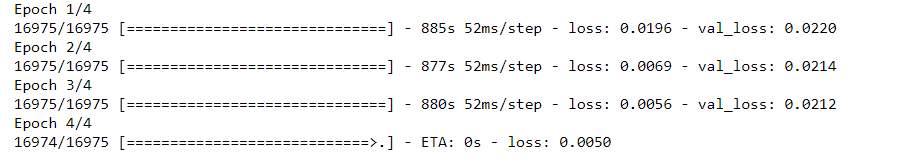 Epoch 1/4
16975/16975 [==============================] - 885s 52ms/step - loss: 0.0196 - val_loss: 0.0220
Epoch 2/4
16975/16975 [==============================] - 877s 52ms/step - loss: 0.0069 - val_loss: 0.0214
Epoch 3/4
16975/16975 [==============================] - 880s 52ms/step - loss: 0.0056 - val_loss: 0.0212
Epoch 4/4
16974/16975 [============================>.] - ETA: 0s - loss: 0.0050